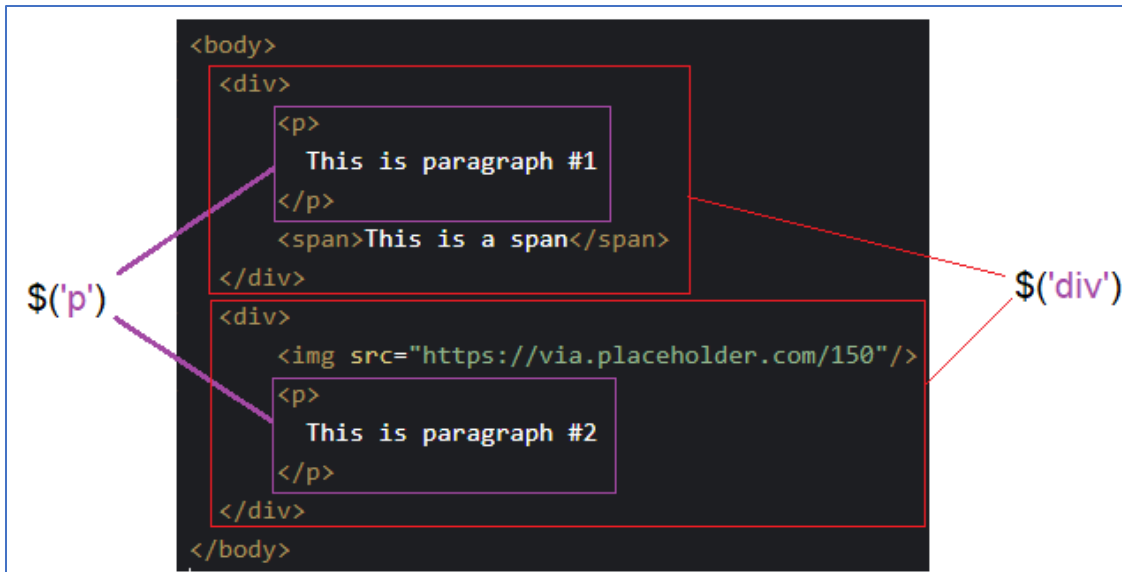 <body>
<div>
<p>
This is paragraph #1
</p>
<span>This is a span</span>
</div>
$('p')
$('div')
<div>
<img src="https://via.placeholder.com/150"/>
<p>
This is paragraph #2
</p>
</div>
</body>